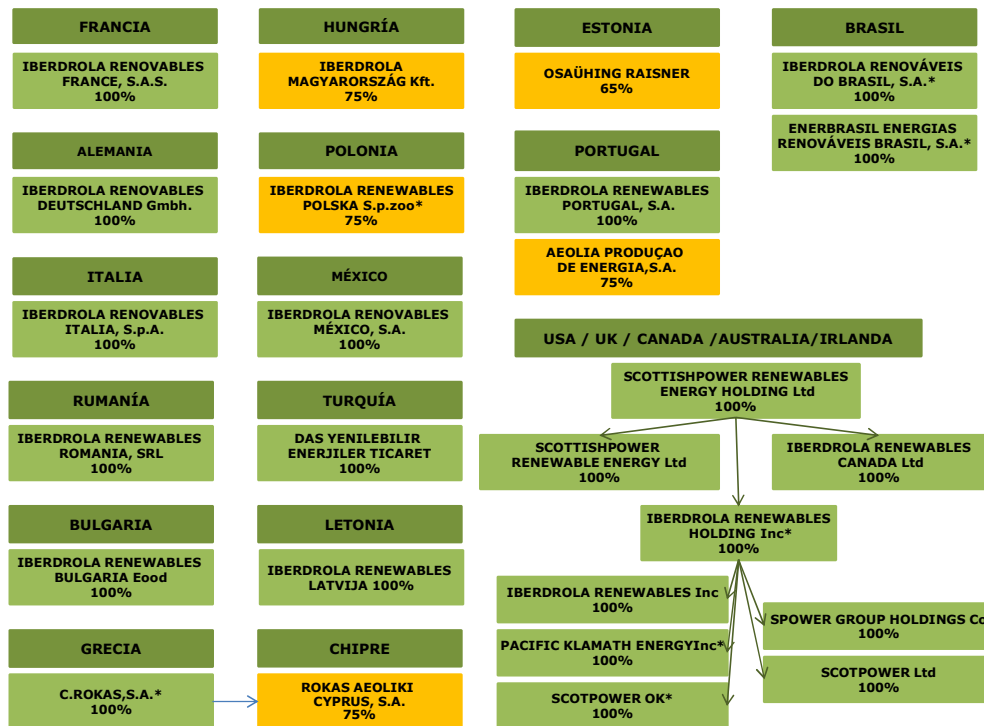 FRANCIA
IBERDROLA RENOVABLES
FRANCE, S.A.S.
100%
ALEMANIA
IBERDROLA RENOVABLES
DEUTSCHLAND Gmbh.
100%
ITALIA
IBERDROLA RENOVABLES
ITALIA, S.p.A.
100%
RUMANÍA
IBERDROLA RENEWABLES
ROMANIA, SRL
100%
BULGARIA
IBERDROLA RENEWABLES
BULGARIA Eood
100%
GRECIA
C.ROKAS,S.A.*
100%
HUNGRÍA
IBERDROLA
MAGYARORSZÁG Kft.
75%
POLONIA
IBERDROLA RENEWABLES
POLSKA S.p.zoo*
75%
MÉXICO
IBERDROLA RENOVABLES
MÉXICO, S.A.
100%
TURQUÍA
DAS YENILEBILIR
ENERJILER TICARET
100%
LETONIA
IBERDROLA RENEWABLES
LATVIJA 100%
CHIPRE
ROKAS AEOLIKI
CYPRUS, S.A.
75%
ESTONIA
OSAÜHING RAISNER
65%
PORTUGAL
IBERDROLA RENEWABLES
PORTUGAL, S.A.
100%
AEOLIA PRODUÇAO
DE ENERGIA,S.A.
75%
BRASIL
IBERDROLA RENOVÁVEIS
DO BRASIL, S.A.*
100%
ENERBRASIL ENERGIAS
RENOVÁVEIS BRASIL, S.A.*
100%
USA / UK / CANADA /AUSTRALIA/IRLANDA
SCOTTISHPOWER RENEWABLES
ENERGY HOLDING Ltd
100%
SCOTTISHPOWER
RENEWABLE ENERGY Ltd
100%
IBERDROLA RENEWABLES
CANADA Ltd
100%
IBERDROLA RENEWABLES
HOLDING Inc*
100%
IBERDROLA RENEWABLES Inc
100%
PACIFIC KLAMATH ENERGYInc*
100%
SCOTPOWER OK*
100%
SPOWER GROUP HOLDINGS Co
100%
SCOTPOWER Ltd
100%